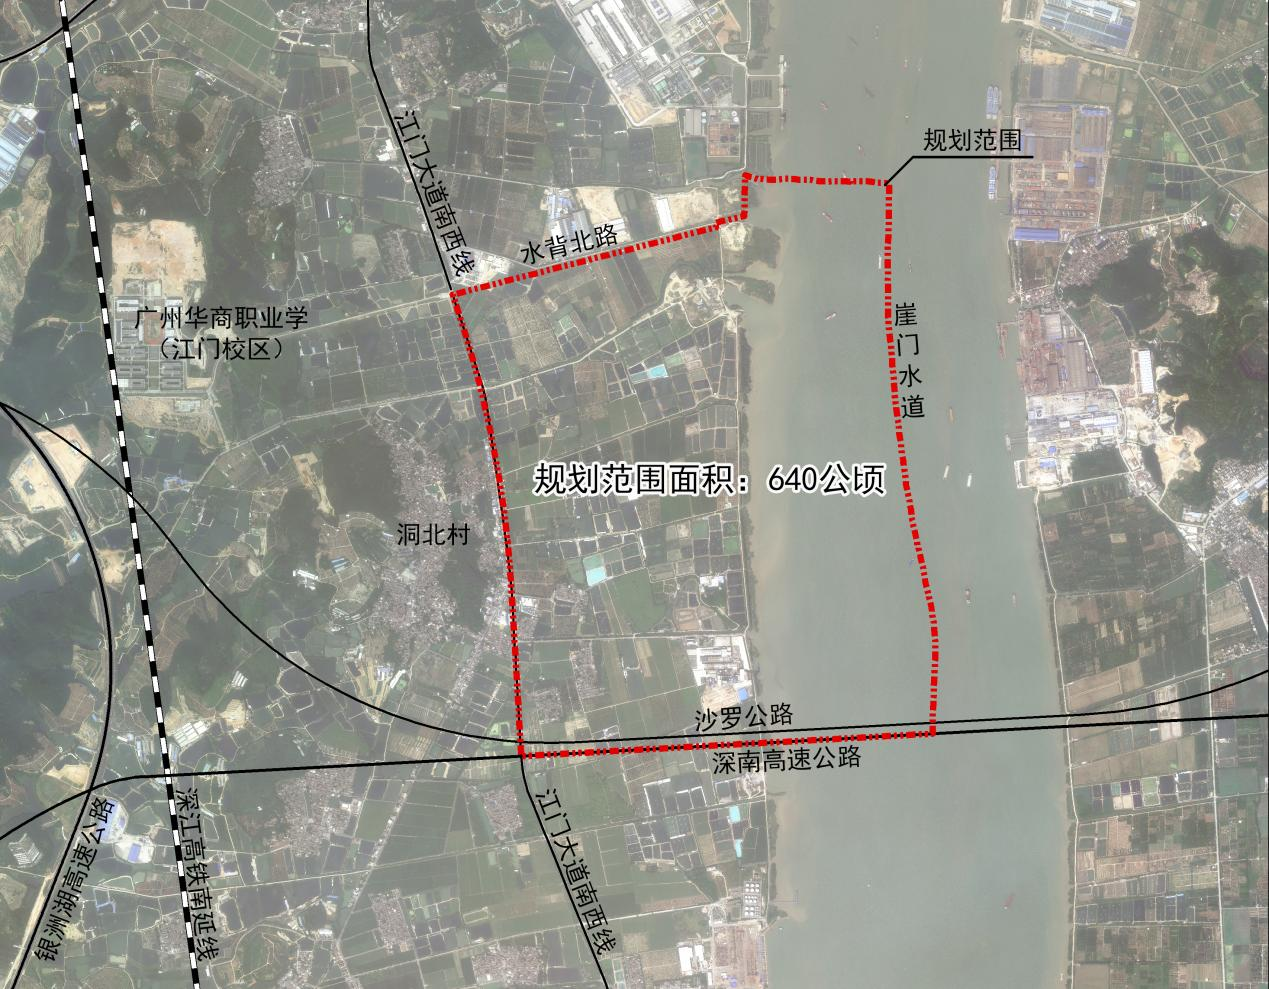 规划范围
江门大道南西线
水背北路
广州华商职业学
（江门校区）
崖门水道
规划范围面积：640公顷
洞北村
沙罗公路
深南高速公路
银洲湖高速公路
深江高铁南延线
江门大道南西线